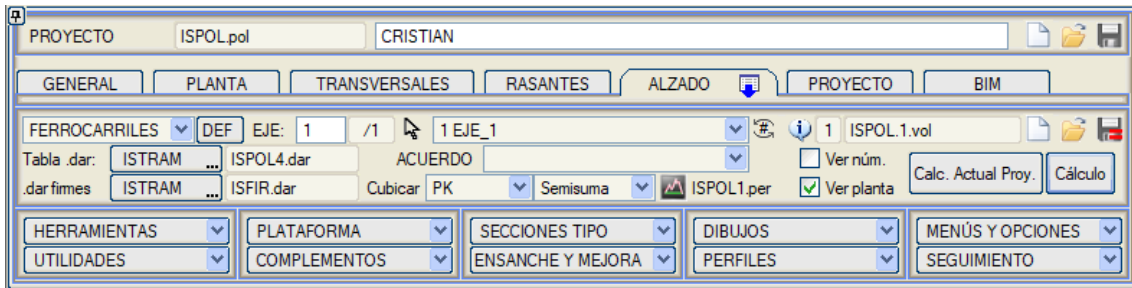 PROYECTO ISPOL.pol CRISTIAN
GENERAL PLANTA TRANSVERSALES RASANTES ALZADO PROYECTO BIM
FERROCARRILES DEF EJE: 1 /1 1 EJE_1 # i 1 ISPOL.1.vol
Tabla .dar: ISTRAM ... ISPOL4.dar ACUERDO Ver núm. Calc. Actual Proy. Cálculo
.dar firmes ISTRAM ... ISFIR.dar Cubicar PK Semisuma ISPOL1.per Ver planta
HERRAMIENTAS PLATAFORMA SECCIONES TIPO DIBUJOS MENÚS Y OPCIONES
UTILIDADES COMPLEMENTOS ENSANCHE Y MEJORA PERFILES SEGUIMIENTO